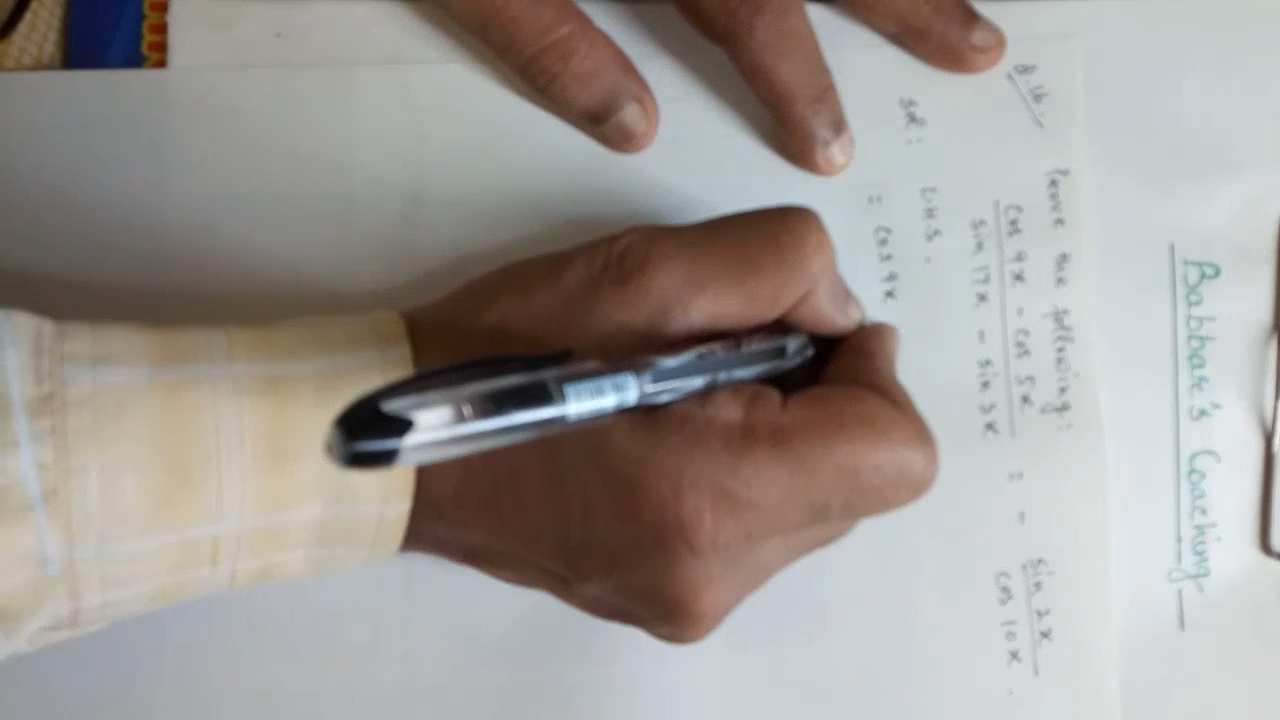 Babbar's Coaching
Q.16. Prove the following:
cos 9x - cos 5x
sin 17x - sin 3x
= -
sin 2x
cos 10x .
Sol: L.H.S.
= cos 9x